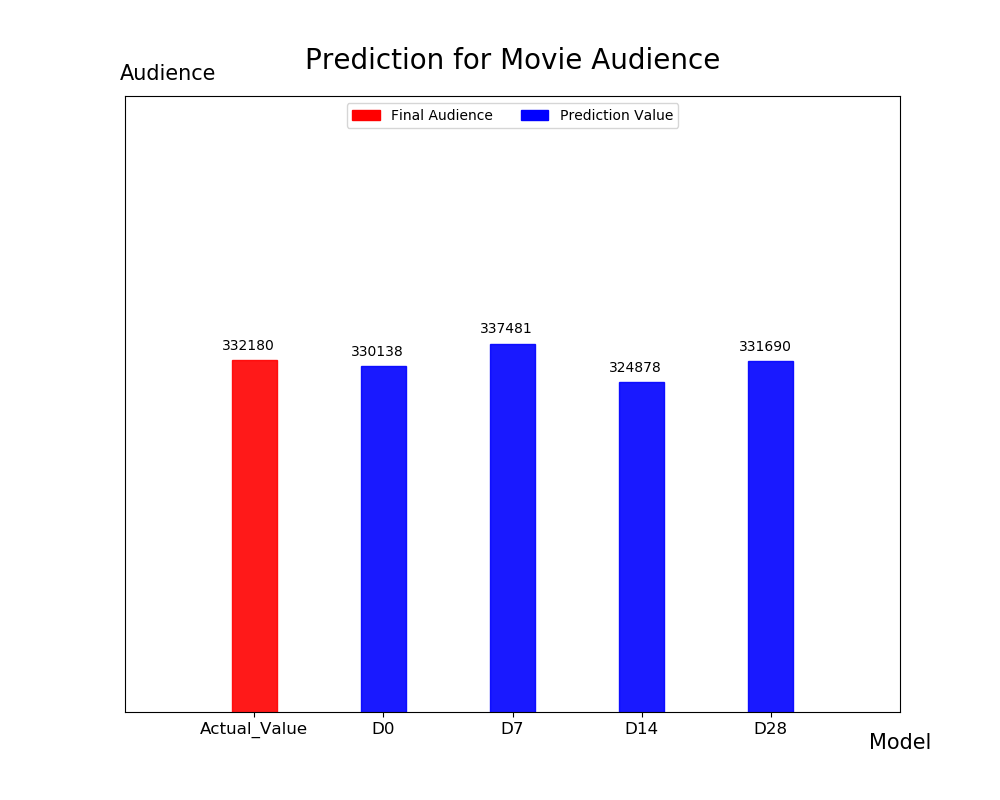 Prediction for Movie Audience
Audience
Final Audience
Prediction Value
332180
330138
337481
324878
331690
Actual_Value
D0
D7
D14
D28
Model